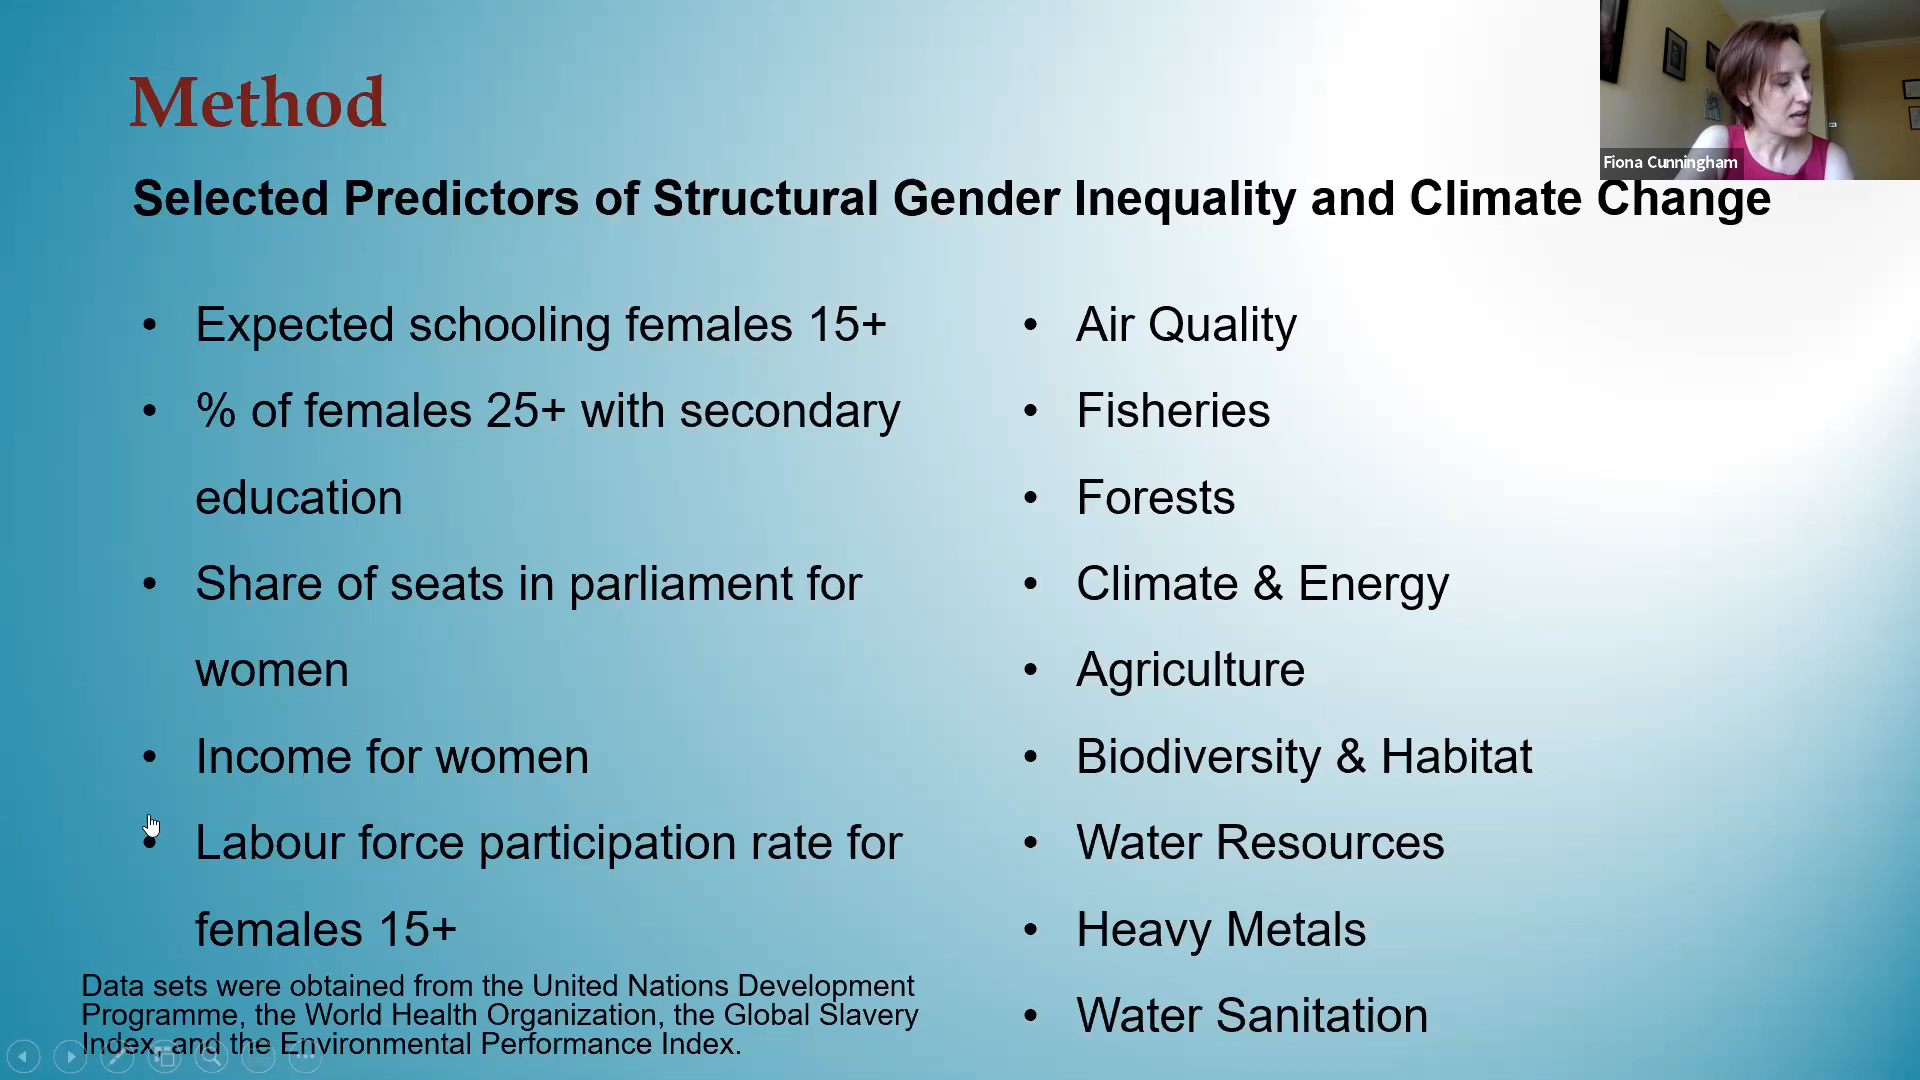 Method
Fiona Cunningham
Selected Predictors of Structural Gender Inequality and Climate Change
• Expected schooling females 15+
• % of females 25+ with secondary
education
• Share of seats in parliament for
women
• Income for women
• Labour force participation rate for
females 15+
Data sets were obtained from the United Nations Development
Programme, the World Health Organization, the Global Slavery
Index, and the Environmental Performance Index.
• Air Quality
• Fisheries
• Forests
• Climate & Energy
• Agriculture
• Biodiversity & Habitat
• Water Resources
• Heavy Metals
• Water Sanitation